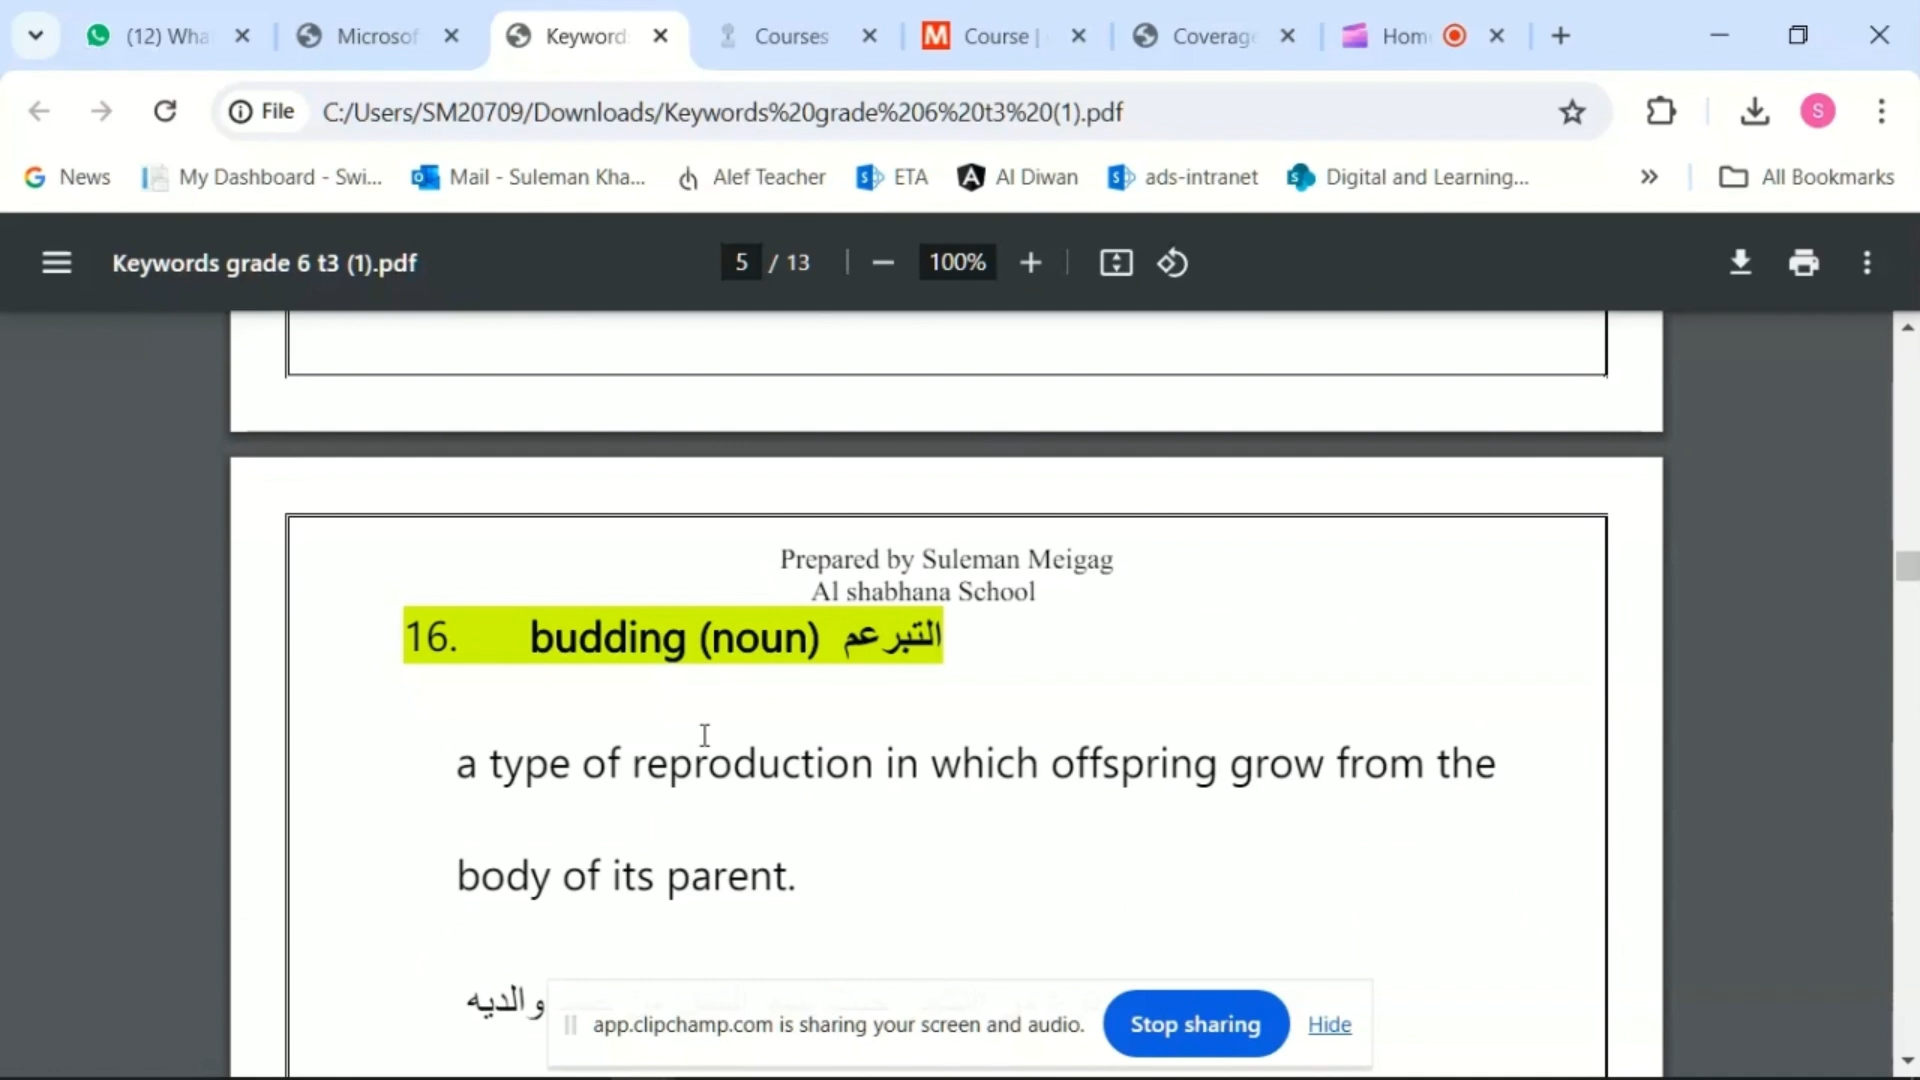 (12) Wha
Microsof
Keyword
Courses
Course |
Coverag
Hom
File
C:/Users/SM20709/Downloads/Keywords%20grade%206%20t3%20(1).pdf
S
News
My Dashboard - Swi...
Mail - Suleman Kha...
Alef Teacher
ETA
Al Diwan
ads-intranet
Digital and Learning...
All Bookmarks
Keywords grade 6 t3 (1).pdf
5 / 13
100%
Prepared by Suleman Meigag
Al shabhana School
16. budding (noun) التبرعم
a type of reproduction in which offspring grow from the
body of its parent.
والديه
app.clipchamp.com is sharing your screen and audio.
Stop sharing
Hide